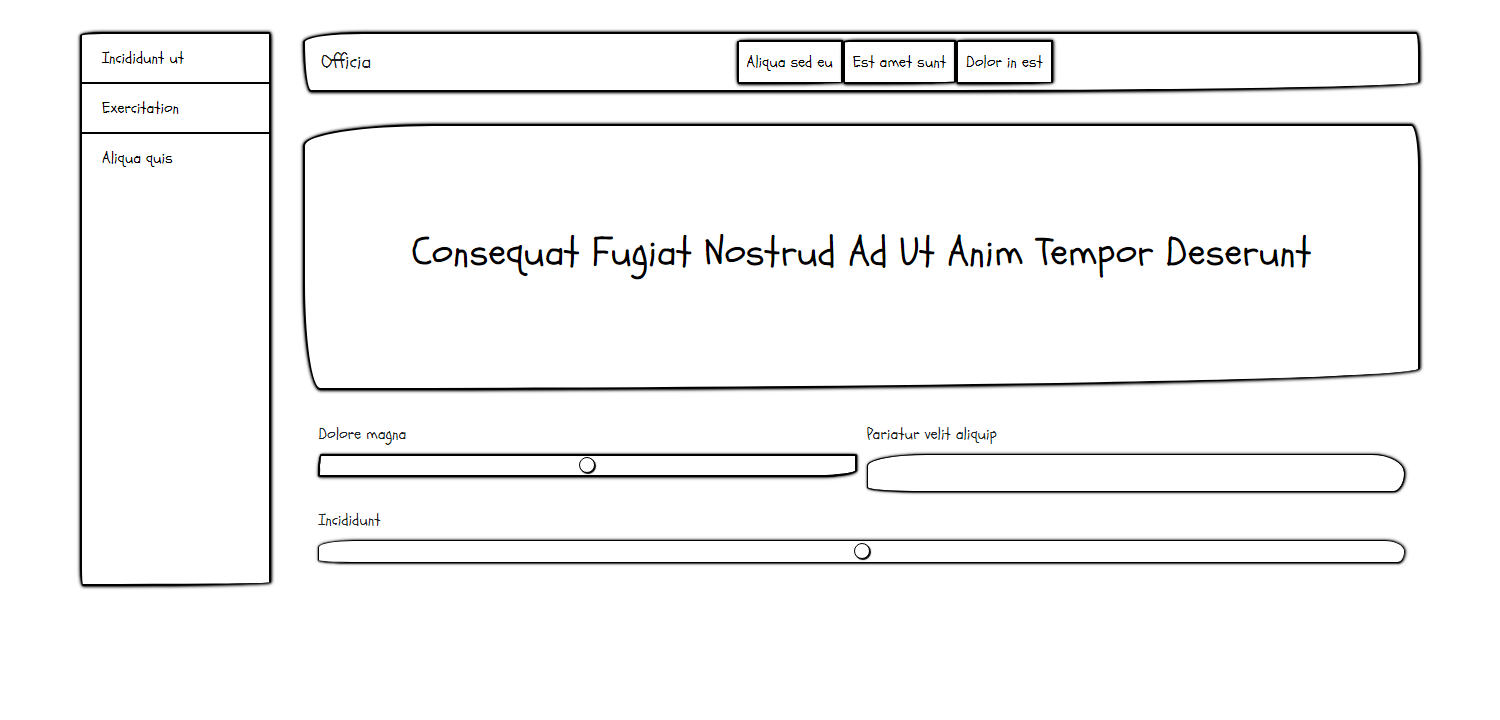 Incididunt ut
Exercitation
Aliqua quis
Officia
Aliqua sed eu
Est amet sunt
Dolor in est
Consequat Fugiat Nostrud Ad Ut Anim Tempor Deserunt
Dolore magna
Pariatur velit aliquip
Incididunt